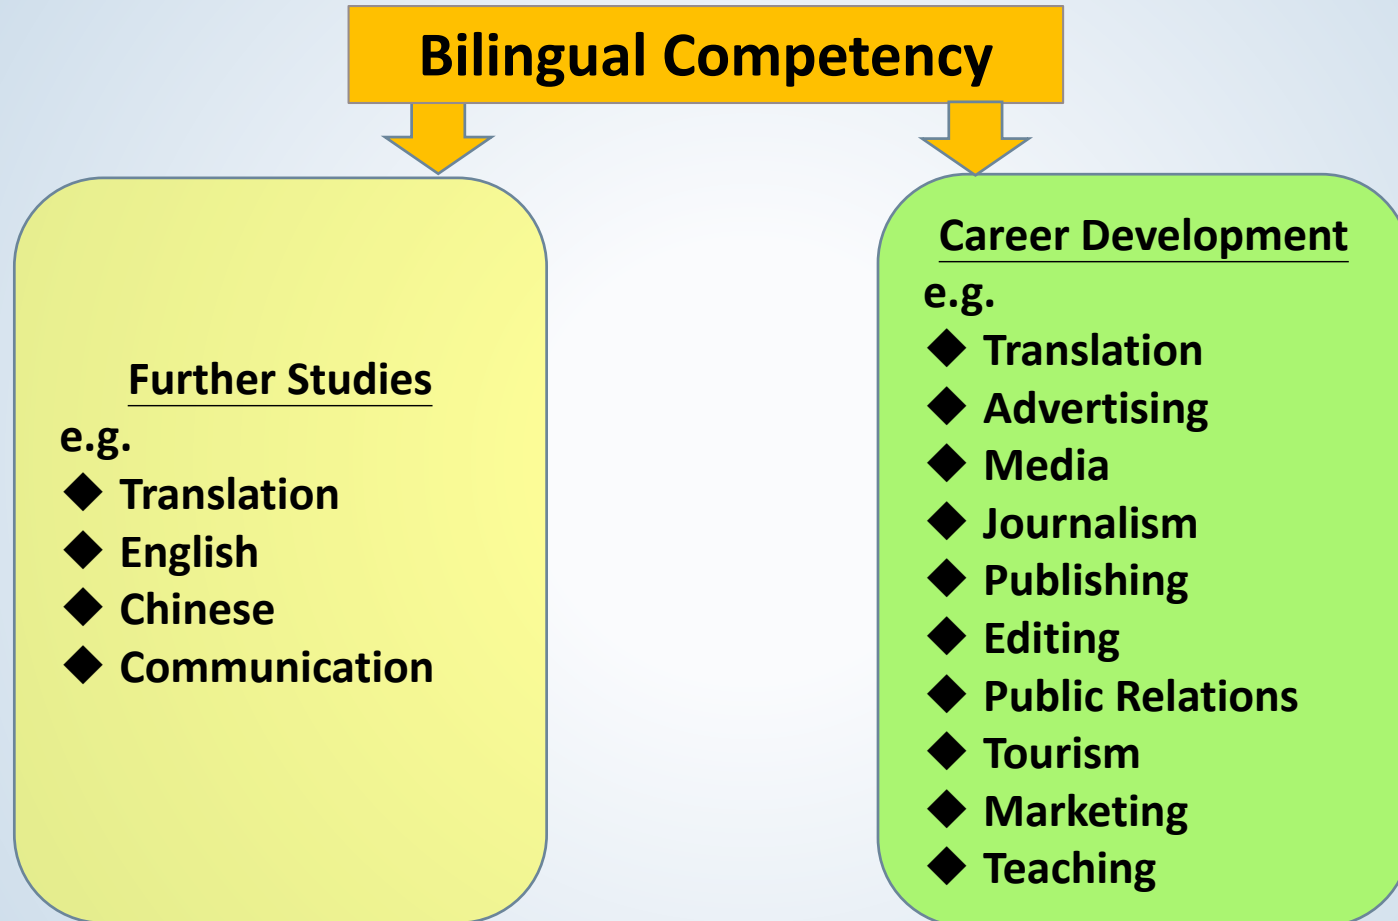 Bilingual Competency
Further Studies
e.g.
◆ Translation
◆ English
◆ Chinese
◆ Communication
Career Development
e.g.
◆ Translation
◆ Advertising
◆ Media
◆ Journalism
◆ Publishing
◆ Editing
◆ Public Relations
◆ Tourism
◆ Marketing
◆ Teaching